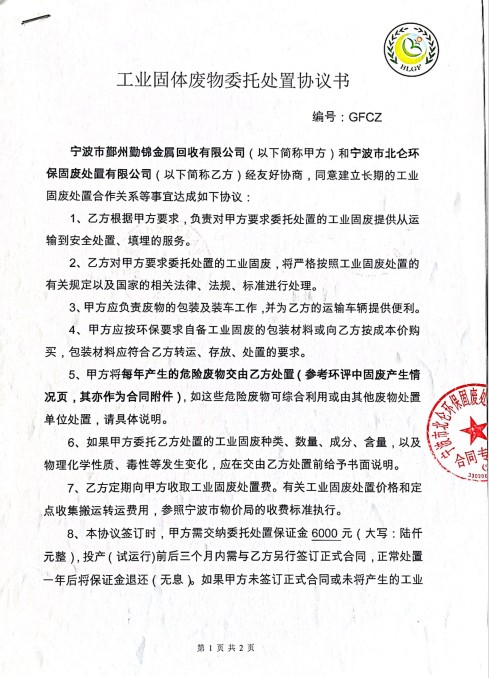 BLGF
工业固体废物委托处置协议书
编号：GFCZ
宁波市鄞州勤锦金属回收有限公司（以下简称甲方）和宁波市北仑环
保固废处置有限公司（以下简称乙方）经友好协商，同意建立长期的工业
固废处置合作关系等事宜达成如下协议：
1、乙方根据甲方要求，负责对甲方要求委托处置的工业固废提供从运
输到安全处置、填埋的服务。
2、乙方对甲方要求委托处置的工业固废，将严格按照工业固废处置的
有关规定以及国家的相关法律、法规、标准进行处理。
3、甲方应负责废物的包装及装车工作，并为乙方的运输车辆提供便利。
4、甲方应按环保要求自备工业固废的包装材料或向乙方按成本价购
买，包装材料应符合乙方转运、存放、处置的要求。
5、甲方将每年产生的危险废物交由乙方处置（参考环评中固废产生情
况页，其亦作为合同附件），如这些危险废物可综合利用或由其他废物处置
单位处置，请具体说明。
6、如果甲方委托乙方处置的工业固废种类、数量、成分、含量，以及
物理化学性质、毒性等发生变化，应在交由乙方处置前给予书面说明。
7、乙方定期向甲方收取工业固废处置费。有关工业固废处置价格和定
点收集搬运转运费用，参照宁波市物价局的收费标准执行。
8、本协议签订时，甲方需交纳委托处置保证金 6000 元（大写：陆仟
元整），投产（试运行)前后三个月内需与乙方另行签订正式合同，正常处置
一年后将保证金退还（无息）。如果甲方未签订正式合同或未将产生的工业
宁波市北仑环保固废处
合同专
第 1 页 共 2 页